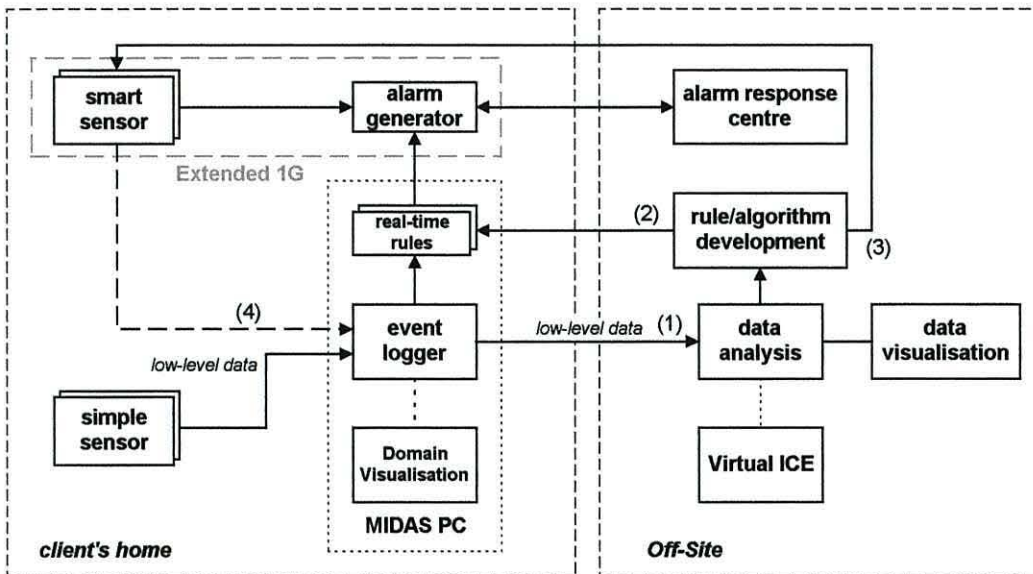 smart
sensor
alarm
generator
alarm response
centre
Extended 1G
real-time
rules
(2)
rule/algorithm
development
(3)
(4)
event
logger
low-level data
(1)
data
analysis
data
visualisation
low-level data
simple
sensor
Domain
Visualisation
Virtual ICE
MIDAS PC
client's home
Off-Site